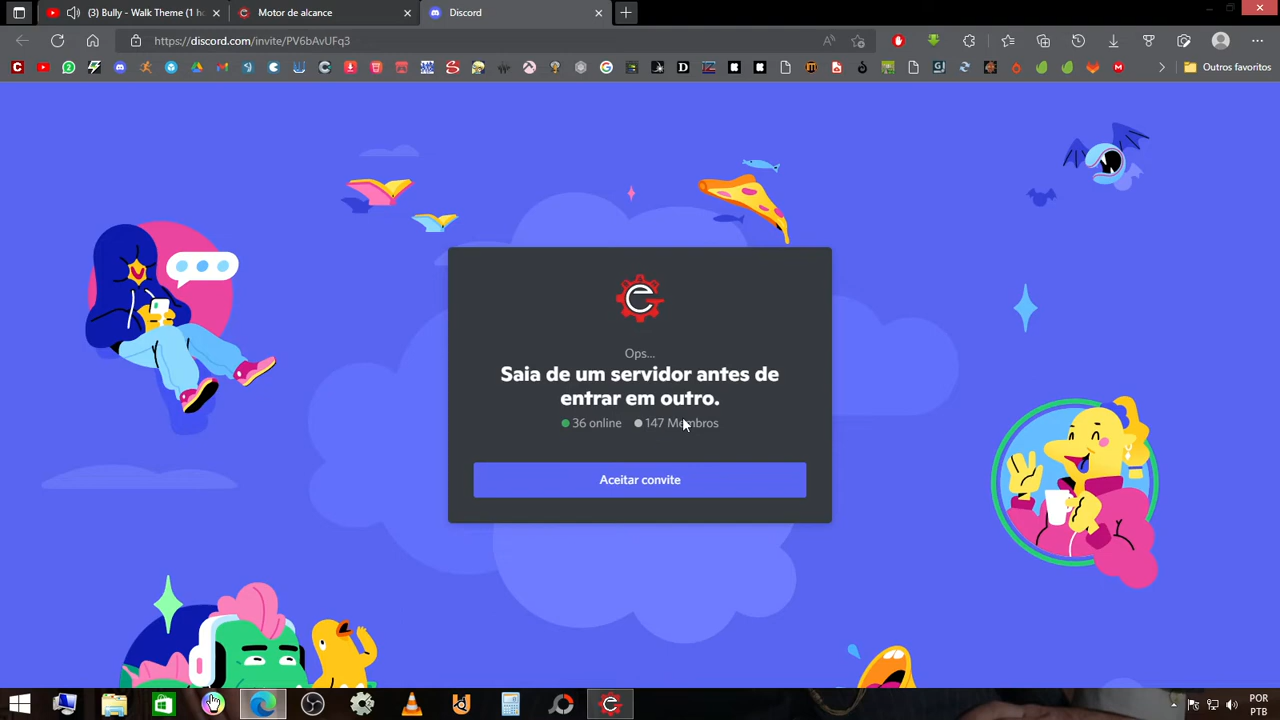 (3) Bully - Walk Theme (1 h
Motor de alcance
Discord
https://discord.com/invite/PV6bAvUFq3
Outros favoritos
Ops...
Saia de um servidor antes de
entrar em outro.
36 online
147 Membros
Aceitar convite
POR
PTB